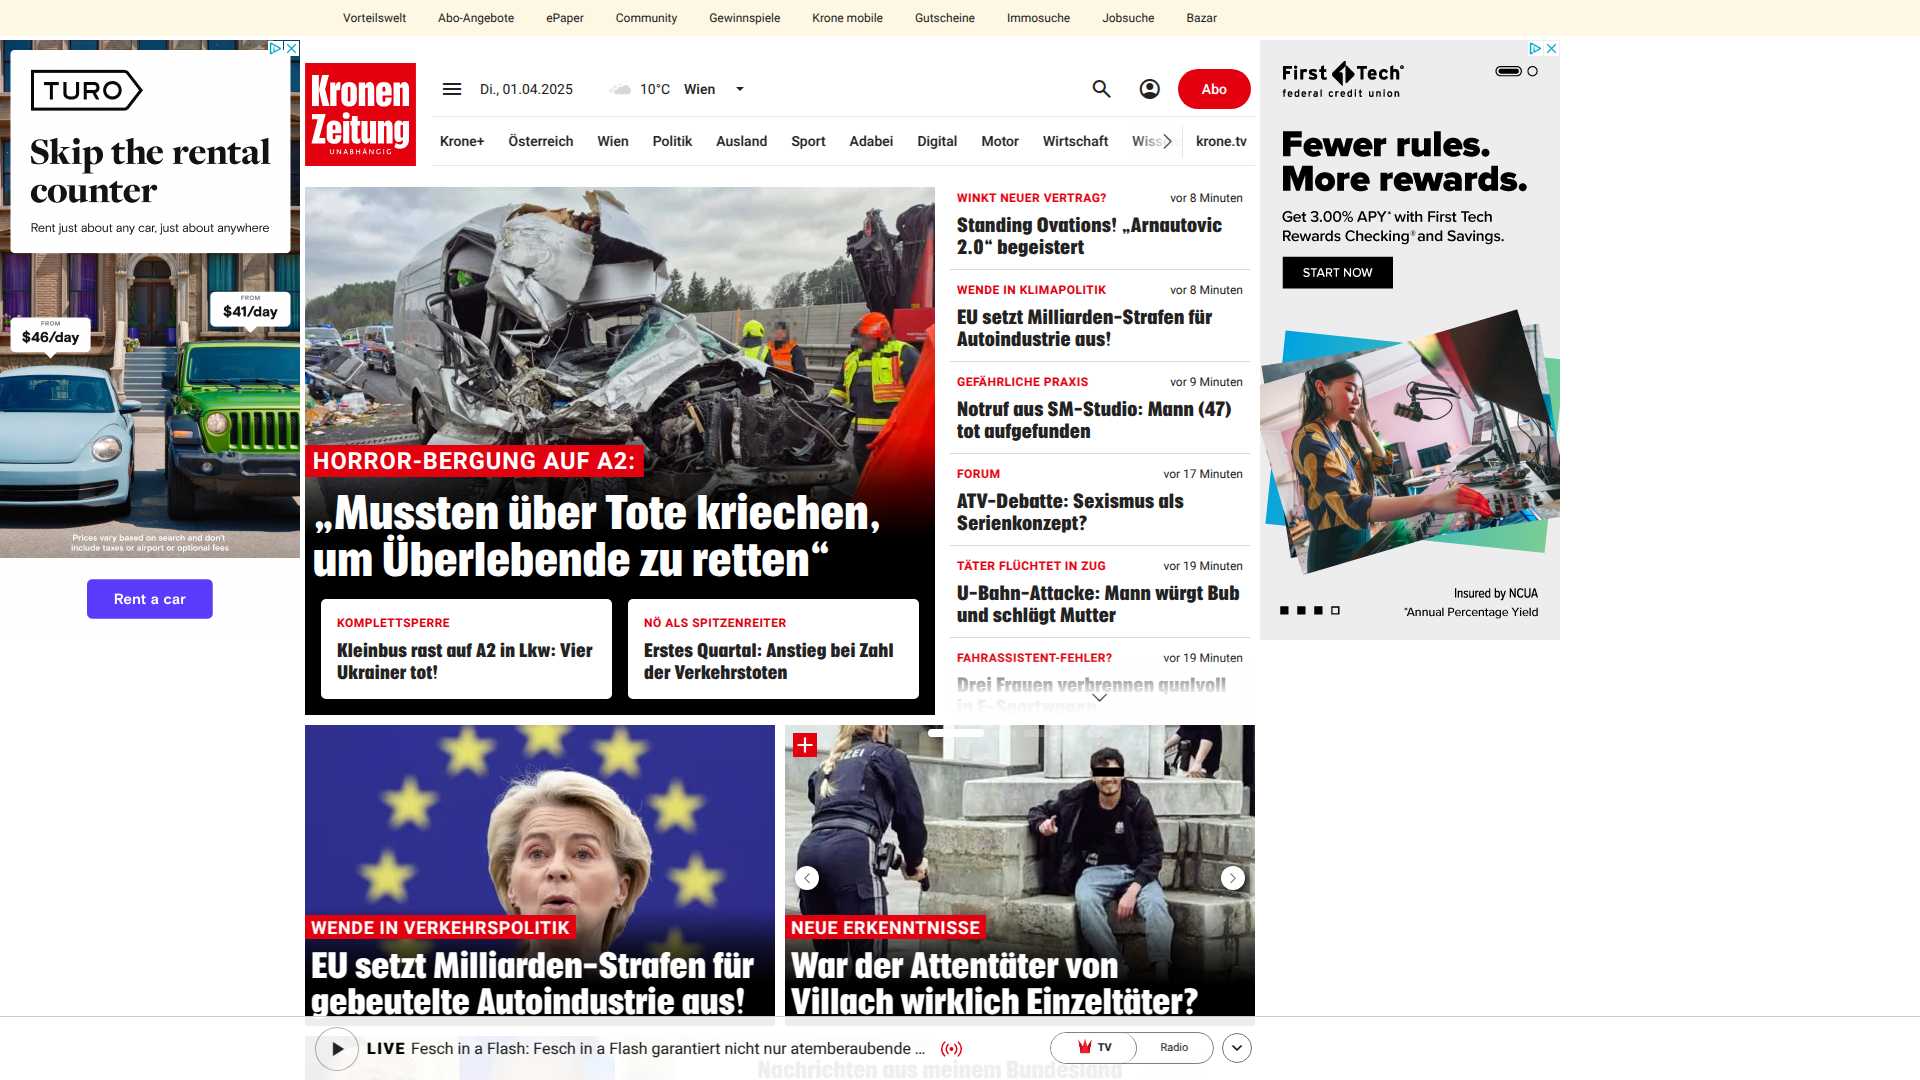 Vorteilswelt Abo-Angebote ePaper Community Gewinnspiele Krone mobile Gutscheine Immosuche Jobsuche Bazar
TURO
Skip the rental
counter
Rent just about any car, just about anywhere
FROM
$41/day
FROM
$46/day
Prices vary based on search and don't
include taxes or airport or optional fees
Rent a car
Kronen
Zeitung
UNABHÄNGIG
Di., 01.04.2025 10°C Wien
Abo
Krone+ Österreich Wien Politik Ausland Sport Adabei Digital Motor Wirtschaft Wiss krone.tv
HORROR-BERGUNG AUF A2:
„Mussten über Tote kriechen,
um Überlebende zu retten“
KOMPLETTSPERRE
Kleinbus rast auf A2 in Lkw: Vier
Ukrainer tot!
NÖ ALS SPITZENREITER
Erstes Quartal: Anstieg bei Zahl
der Verkehrstoten
WINKT NEUER VERTRAG? vor 8 Minuten
Standing Ovations! „Arnautovic
2.0“ begeistert
WENDE IN KLIMAPOLITIK vor 8 Minuten
EU setzt Milliarden-Strafen für
Autoindustrie aus!
GEFÄHRLICHE PRAXIS vor 9 Minuten
Notruf aus SM-Studio: Mann (47)
tot aufgefunden
FORUM vor 17 Minuten
ATV-Debatte: Sexismus als
Serienkonzept?
TÄTER FLÜCHTET IN ZUG vor 19 Minuten
U-Bahn-Attacke: Mann würgt Bub
und schlägt Mutter
FAHRASSISTENT-FEHLER? vor 19 Minuten
Drei Frauen verbrennen qualvoll
in E-Sportwagen
First Tech
federal credit union
Fewer rules.
More rewards.
Get 3.00% APY* with First Tech
Rewards Checking® and Savings.
START NOW
Insured by NCUA
*Annual Percentage Yield
WENDE IN VERKEHRSPOLITIK
EU setzt Milliarden-Strafen für
gebeutelte Autoindustrie aus!
POLIZEI
NEUE ERKENNTNISSE
War der Attentäter von
Villach wirklich Einzeltäter?
LIVE Fesch in a Flash: Fesch in a Flash garantiert nicht nur atemberaubende ...
TV Radio
Nachrichten aus meinem Bundesland